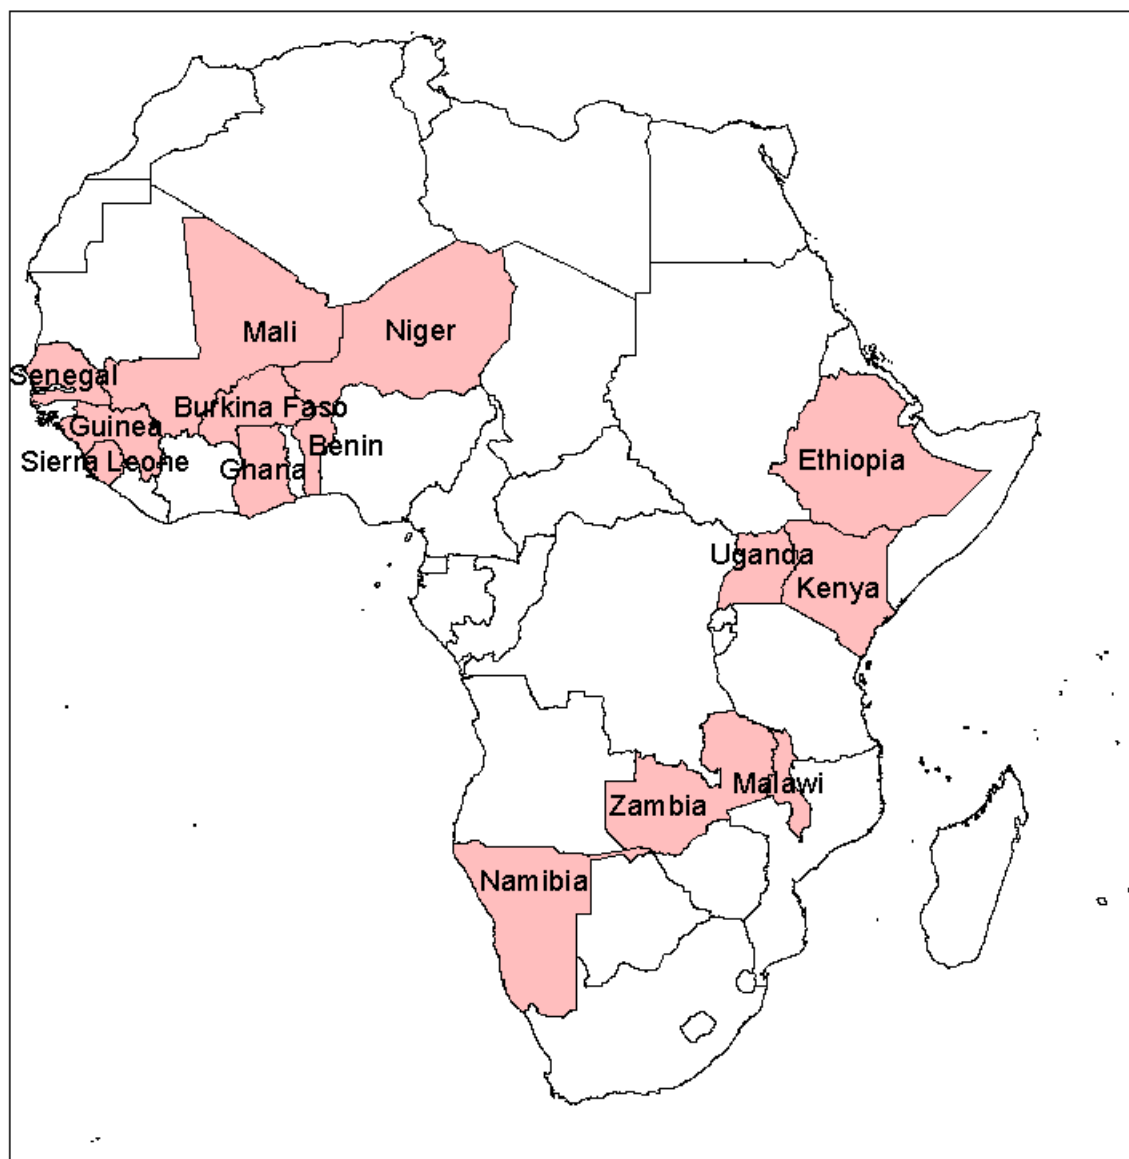 Mali
Niger
Senegal
Burkina Faso
Guinea
Benin
Sierra Leone
Ghana
Ethiopia
Uganda
Kenya
Malawi
Zambia
Namibia